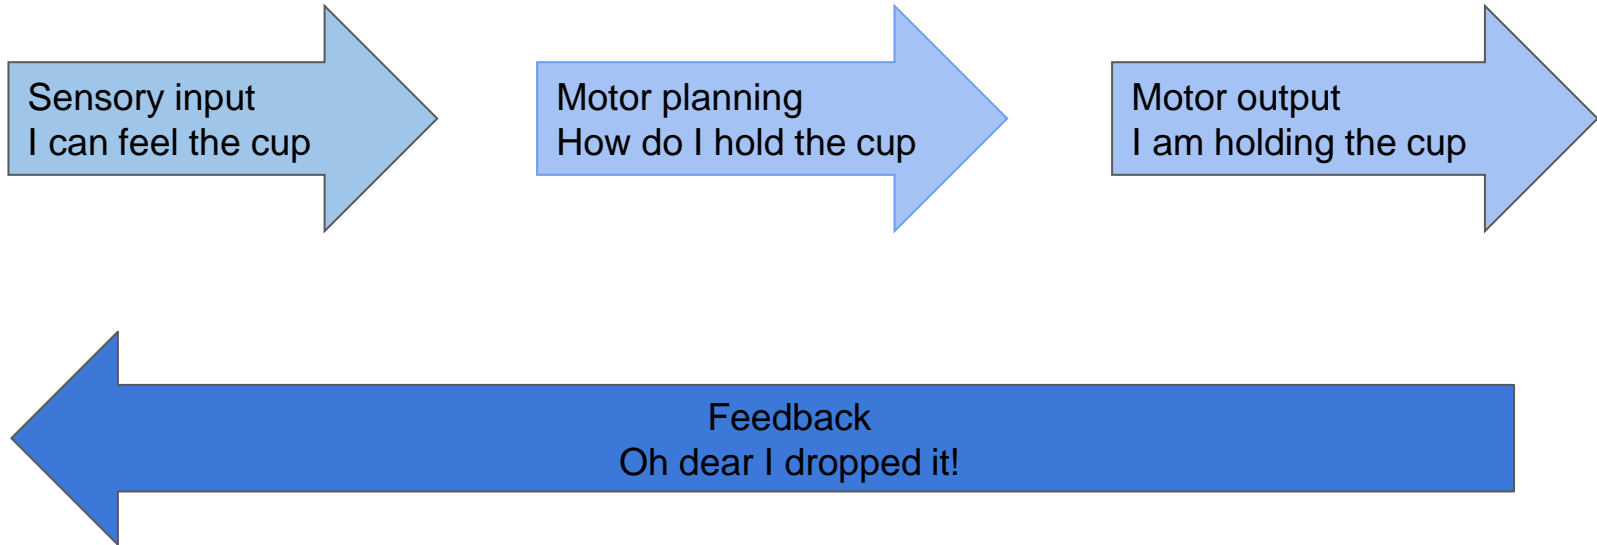 Sensory input
I can feel the cup
Motor planning
How do I hold the cup
Motor output
I am holding the cup
Feedback
Oh dear I dropped it!